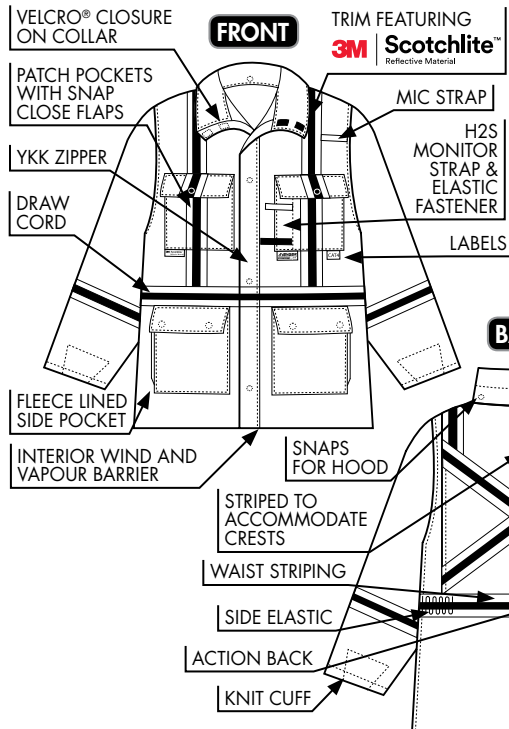 VELCRO® CLOSURE
ON COLLAR
FRONT
TRIM FEATURING
3M Scotchlite™
Reflective Material
PATCH POCKETS
WITH SNAP
CLOSE FLAPS
MIC STRAP
YKK ZIPPER
H2S
MONITOR
STRAP &
ELASTIC
FASTENER
DRAW
CORD
LABELS
CAT4
FLEECE LINED
SIDE POCKET
INTERIOR WIND AND
VAPOUR BARRIER
SNAPS
FOR HOOD
STRIPED TO
ACCOMMODATE
CRESTS
WAIST STRIPING
SIDE ELASTIC
ACTION BACK
KNIT CUFF